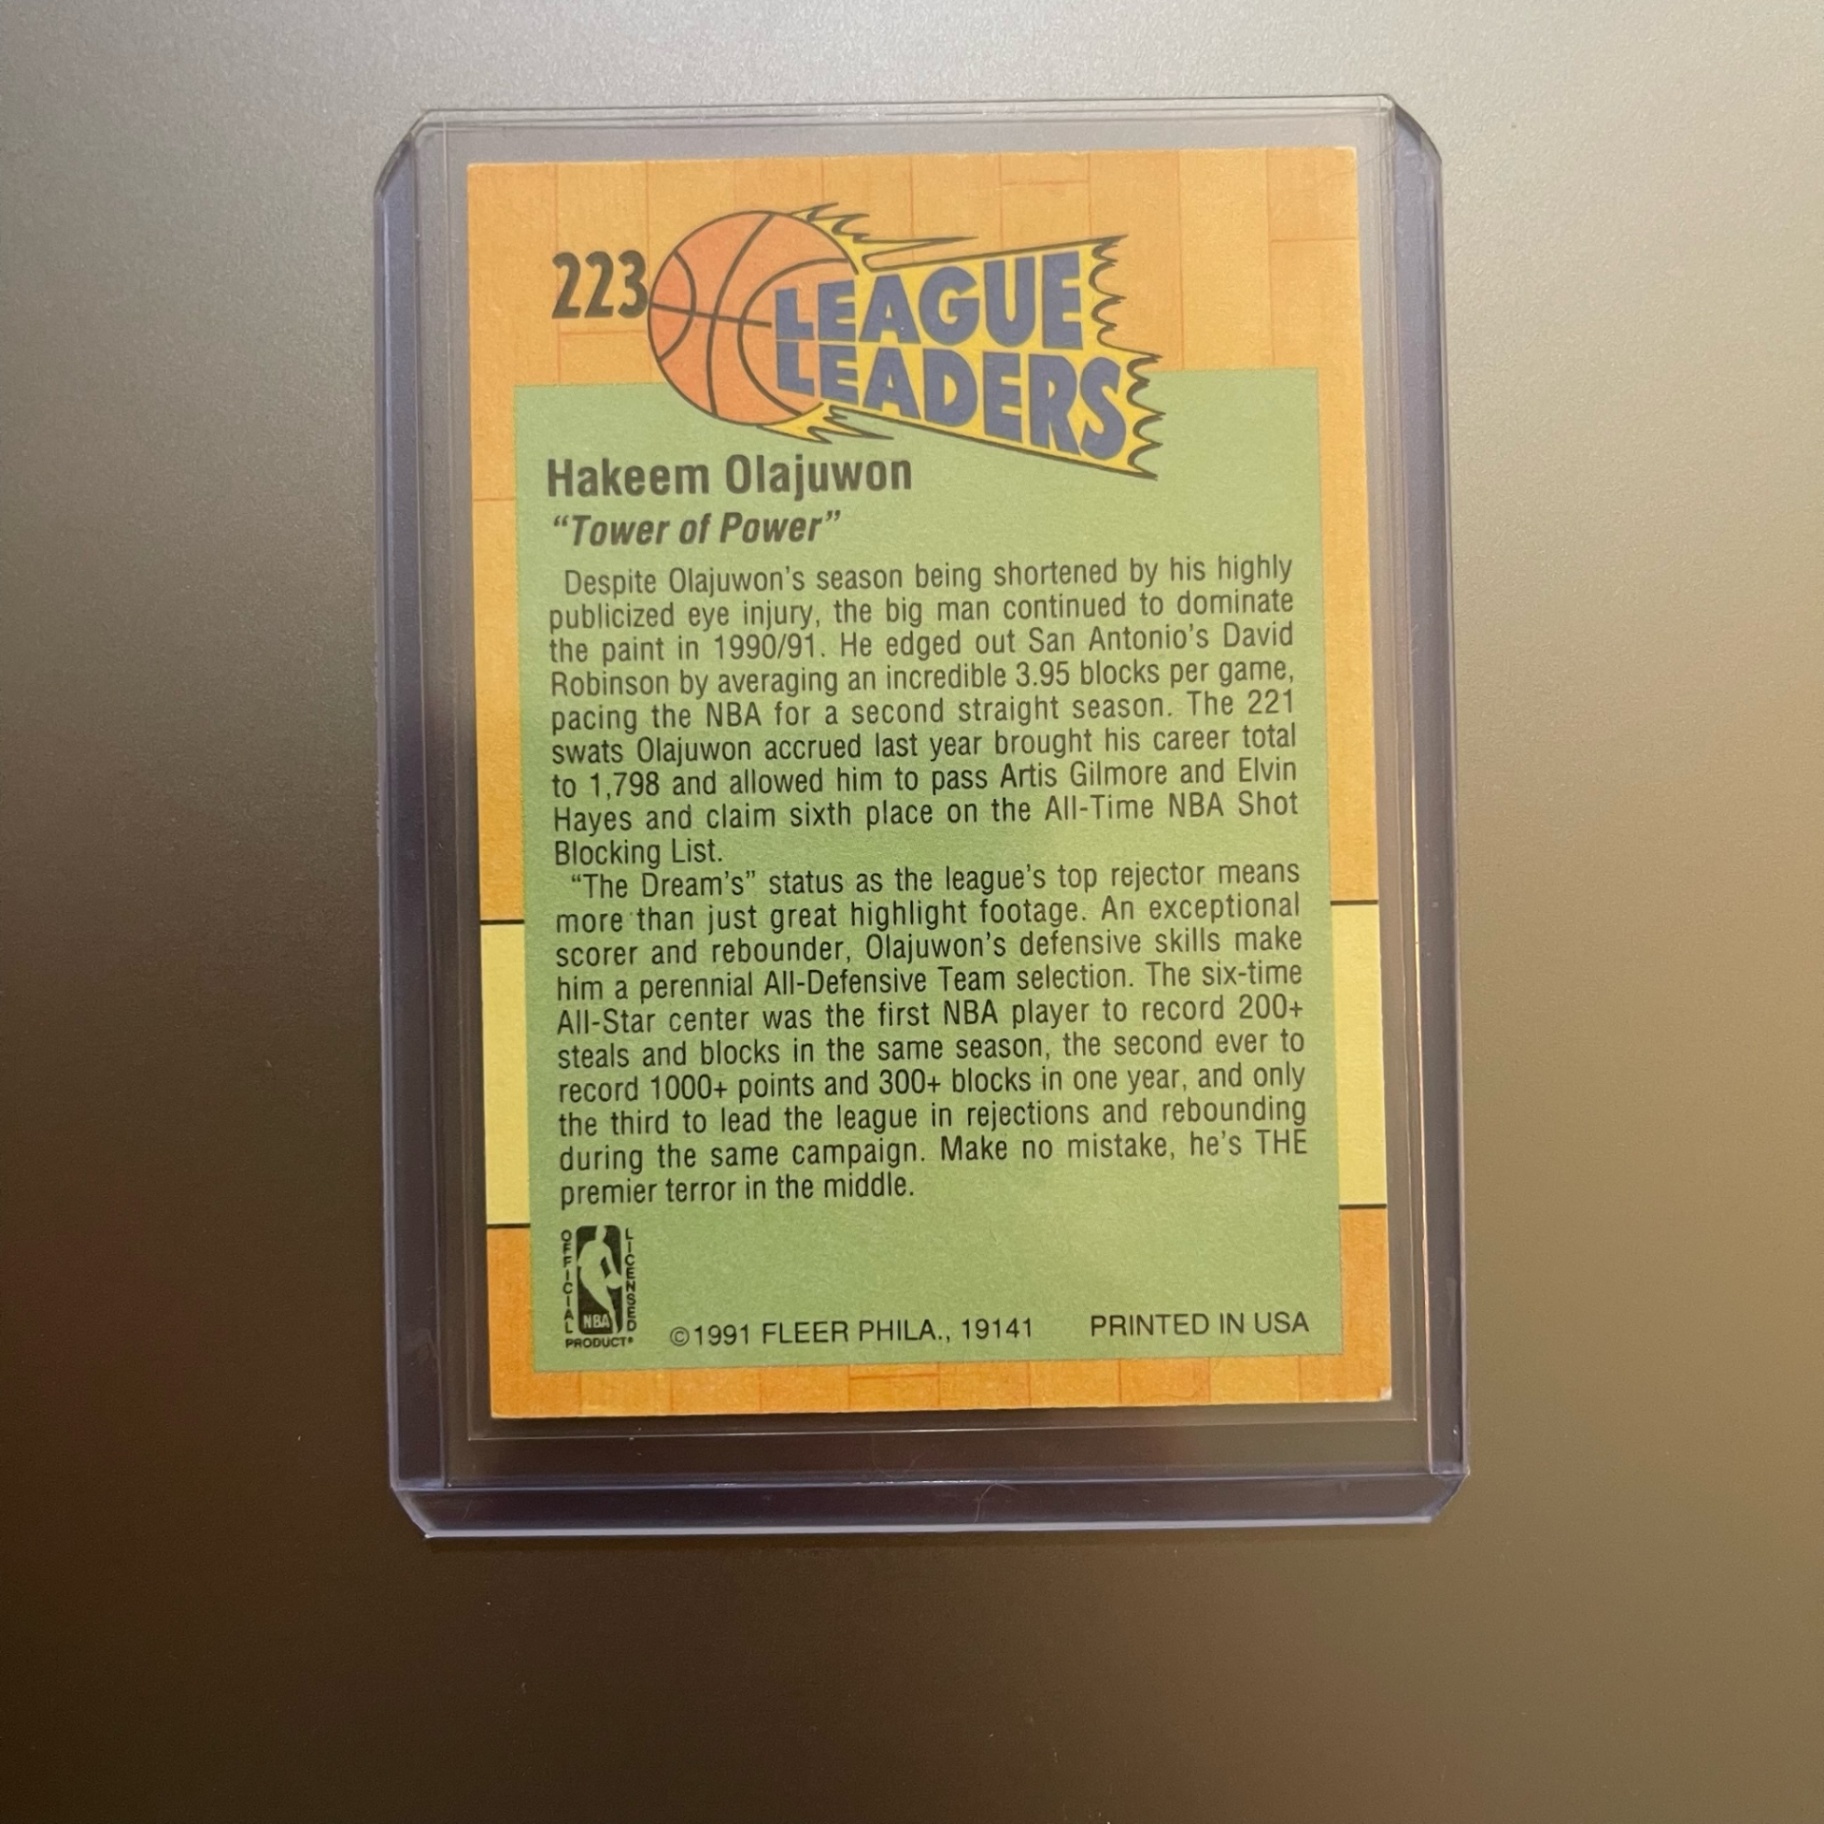 223
LEAGUE
LEADERS
Hakeem Olajuwon
“Tower of Power”
Despite Olajuwon’s season being shortened by his highly
publicized eye injury, the big man continued to dominate
the paint in 1990/91. He edged out San Antonio’s David
Robinson by averaging an incredible 3.95 blocks per game,
pacing the NBA for a second straight season. The 221
swats Olajuwon accrued last year brought his career total
to 1,798 and allowed him to pass Artis Gilmore and Elvin
Hayes and claim sixth place on the All-Time NBA Shot
Blocking List.
“The Dream’s” status as the league’s top rejector means
more than just great highlight footage. An exceptional
scorer and rebounder, Olajuwon’s defensive skills make
him a perennial All-Defensive Team selection. The six-time
All-Star center was the first NBA player to record 200+
steals and blocks in the same season, the second ever to
record 1000+ points and 300+ blocks in one year, and only
the third to lead the league in rejections and rebounding
during the same campaign. Make no mistake, he’s THE
premier terror in the middle.
OFFICIAL
LICENSED
NBA
PRODUCT®
©1991 FLEER PHILA., 19141
PRINTED IN USA